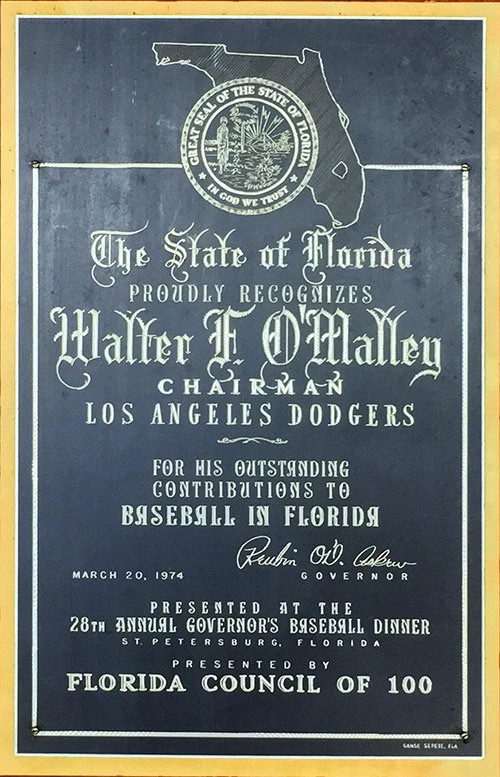 GREAT SEAL OF THE STATE OF FLORIDA
IN GOD WE TRUST
The State of Florida
PROUDLY RECOGNIZES
Walter F. O'Malley
CHAIRMAN
LOS ANGELES DODGERS
FOR HIS OUTSTANDING
CONTRIBUTIONS TO
BASEBALL IN FLORIDA
Reubin O'D. Askew
MARCH 20, 1974 GOVERNOR
PRESENTED AT THE
28TH ANNUAL GOVERNOR'S BASEBALL DINNER
ST. PETERSBURG, FLORIDA
PRESENTED BY
FLORIDA COUNCIL OF 100